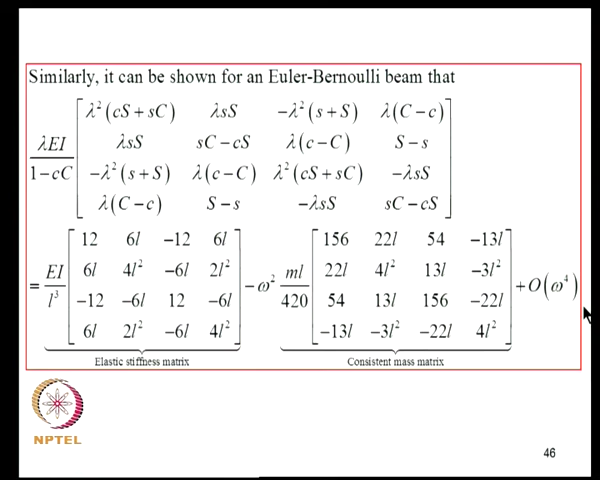 Similarly, it can be shown for an Euler-Bernoulli beam that
λEI / 1−cC [ λ²(cS+sC) λsS −λ²(s+S) λ(C−c)
λsS sC−cS λ(c−C) S−s
−λ²(s+S) λ(c−C) λ²(cS+sC) −λsS
λ(C−c) S−s −λsS sC−cS ]
= EI / l³ [ 12 6l −12 6l
6l 4l² −6l 2l²
−12 −6l 12 −6l
6l 2l² −6l 4l² ]
Elastic stiffness matrix
−ω² ml / 420 [ 156 22l 54 −13l
22l 4l² 13l −3l²
54 13l 156 −22l
−13l −3l² −22l 4l² ] +O(ω⁴)
Consistent mass matrix
NPTEL
46